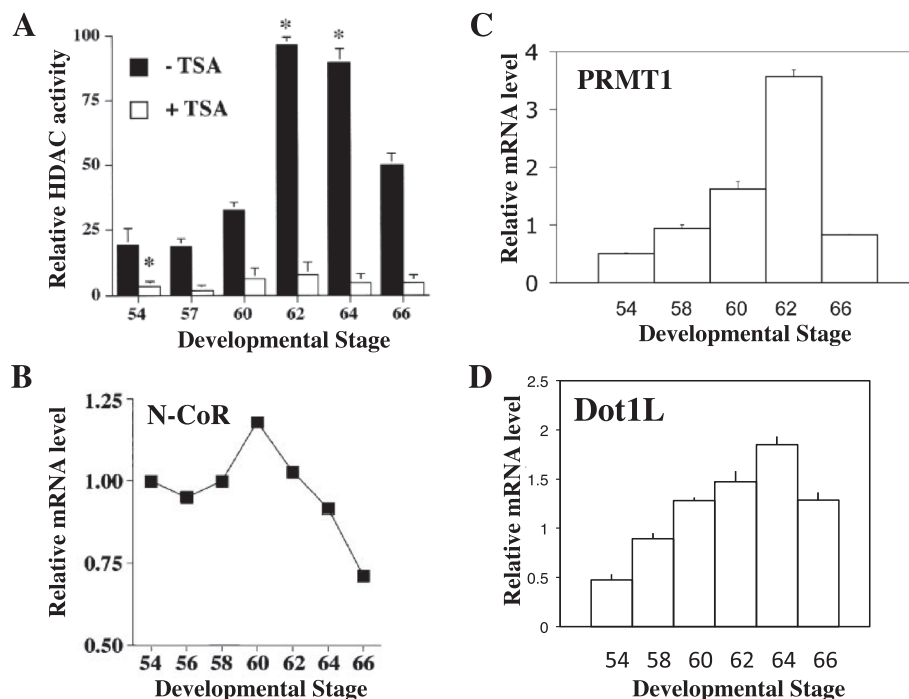 A
Relative HDAC activity
100
75
50
25
0
- TSA
+ TSA
*
*
*
54 57 60 62 64 66
Developmental Stage
B
Relative mRNA level
1.25
1.00
0.75
0.50
N-CoR
54 56 58 60 62 64 66
Developmental Stage
C
Relative mRNA level
4
3
2
1
0
PRMT1
54 58 60 62 66
Developmental Stage
D
Relative mRNA level
2.5
2
1.5
1
0.5
0
Dot1L
54 58 60 62 64 66
Developmental Stage